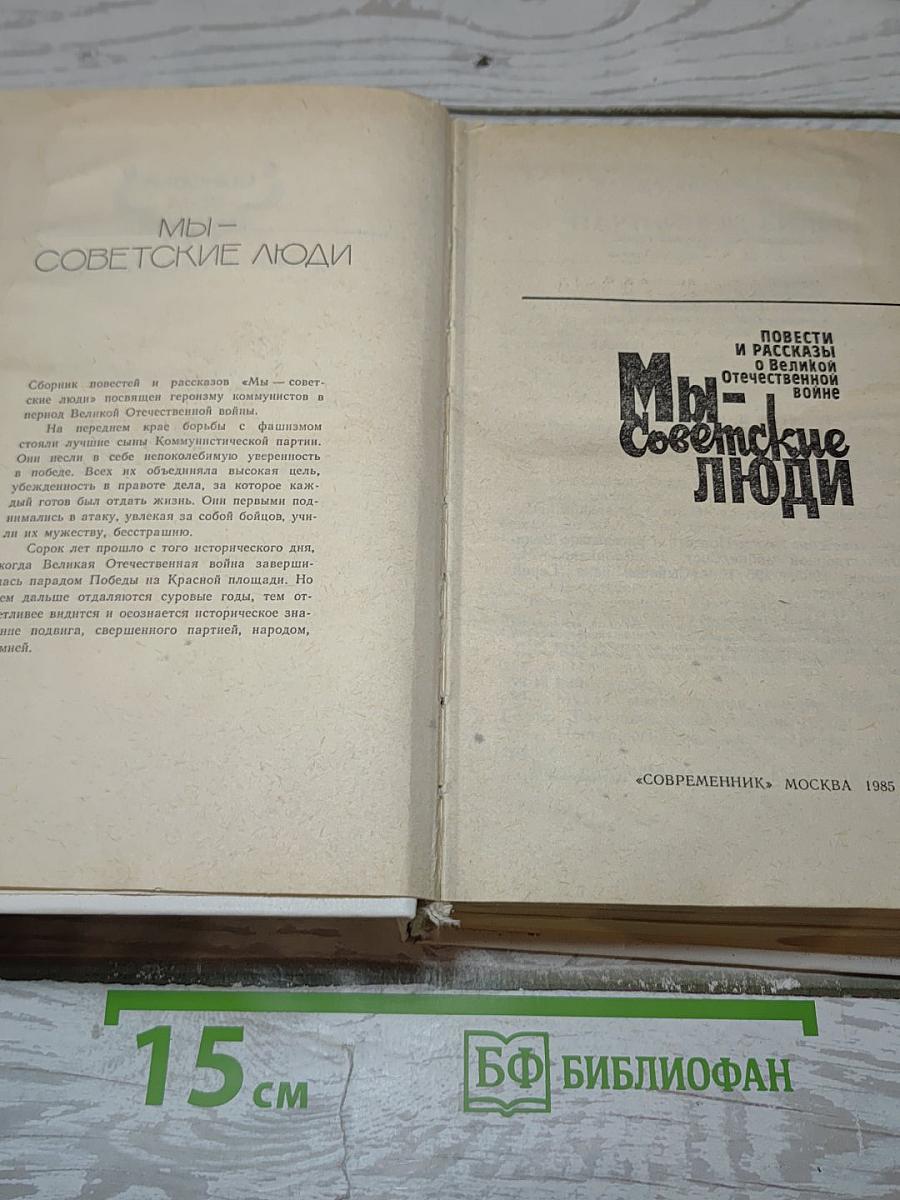 МЫ —
СОВЕТСКИЕ ЛЮДИ
Сборник повестей и рассказов «Мы — совет-
ские люди» посвящен героизму коммунистов в
период Великой Отечественной войны.
На переднем крае борьбы с фашизмом
стояли лучшие сыны Коммунистической партии.
Они несли в себе непоколебимую уверенность
в победе. Всех их объединяла высокая цель,
убежденность в правоте дела, за которое каж-
дый готов был отдать жизнь. Они первыми под-
нимались в атаку, увлекая за собой бойцов, учи-
ли их мужеству, бесстрашию.
Сорок лет прошло с того исторического дня,
когда Великая Отечественная война заверши-
лась парадом Победы на Красной площади. Но
ем дальше отдаляются суровые годы, тем от-
етливее видится и осознается историческое зна-
ние подвига, свершенного партией, народом,
мией.
ПОВЕСТИ
И РАССКАЗЫ
о Великой
Отечественной
войне
Мы-
Советские
ЛЮДИ
«СОВРЕМЕННИК» МОСКВА 1985
15 см
БФ БИБЛИОФАН